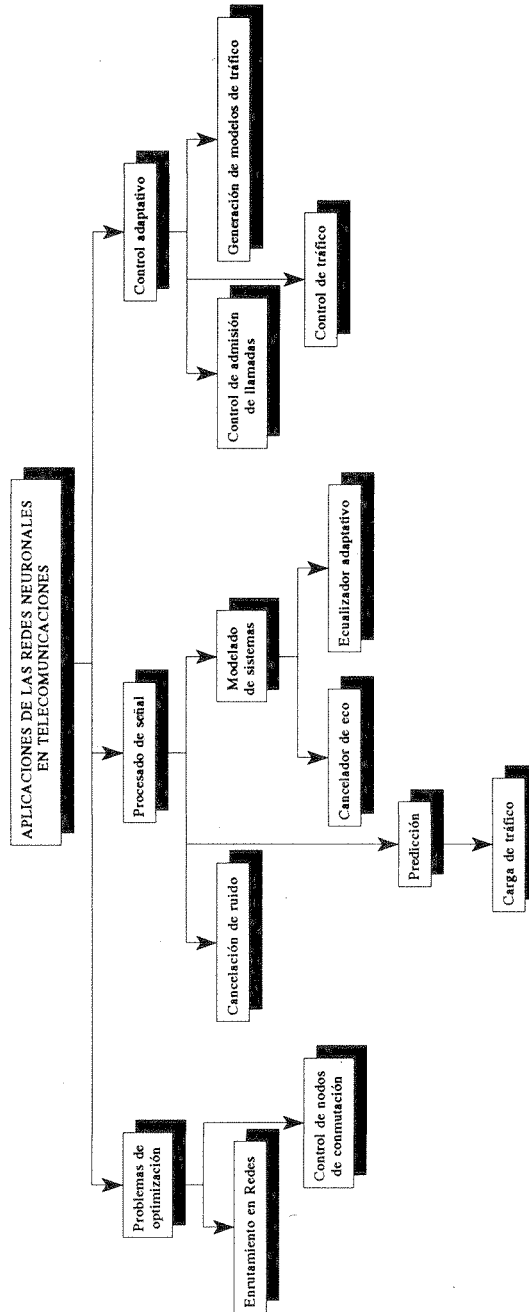 APLICACIONES DE LAS REDES NEURONALES
EN TELECOMUNICACIONES
Problemas de
optimización
Procesado de señal
Control adaptativo
Enrutamiento en Redes
Control de nodos
de conmutación
Cancelación de ruido
Modelado
de sistemas
Cancelador de eco
Ecualizador adaptativo
Predicción
Carga de tráfico
Control de admisión
de llamadas
Generación de modelos de tráfico
Control de tráfico